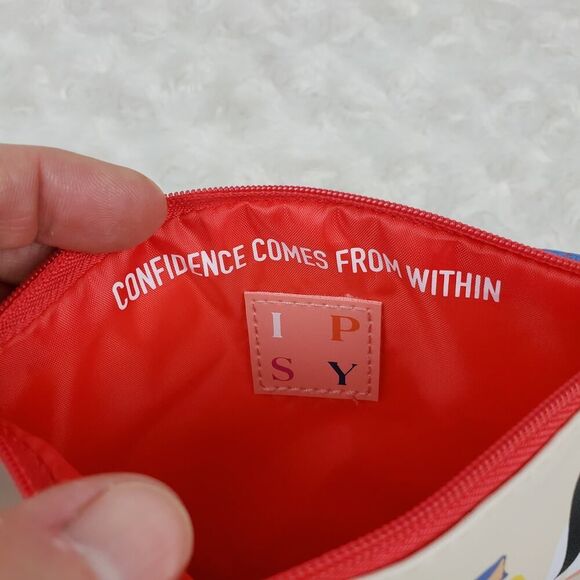 CONFIDENCE COMES FROM WITHIN
I P
S Y